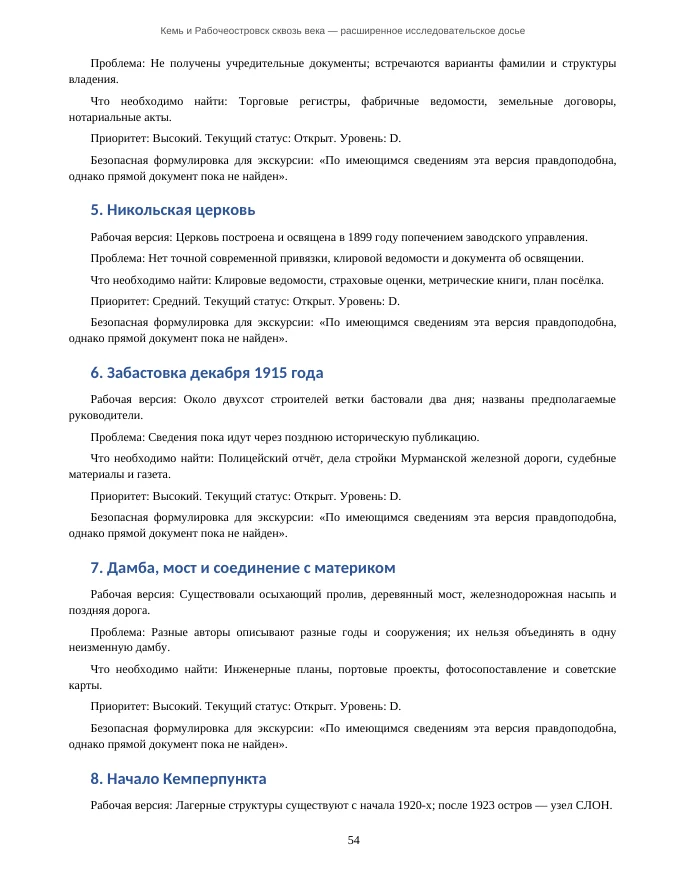 Кемь и Рабочеостровск сквозь века — расширенное исследовательское досье
Проблема: Не получены учредительные документы; встречаются варианты фамилии и структуры
владения.
Что необходимо найти: Торговые регистры, фабричные ведомости, земельные договоры,
нотариальные акты.
Приоритет: Высокий. Текущий статус: Открыт. Уровень: D.
Безопасная формулировка для экскурсии: «По имеющимся сведениям эта версия правдоподобна,
однако прямой документ пока не найден».
5. Никольская церковь
Рабочая версия: Церковь построена и освящена в 1899 году попечением заводского управления.
Проблема: Нет точной современной привязки, клировой ведомости и документа об освящении.
Что необходимо найти: Клировые ведомости, страховые оценки, метрические книги, план посёлка.
Приоритет: Средний. Текущий статус: Открыт. Уровень: D.
Безопасная формулировка для экскурсии: «По имеющимся сведениям эта версия правдоподобна,
однако прямой документ пока не найден».
6. Забастовка декабря 1915 года
Рабочая версия: Около двухсот строителей ветки бастовали два дня; названы предполагаемые
руководители.
Проблема: Сведения пока идут через позднюю историческую публикацию.
Что необходимо найти: Полицейский отчёт, дела стройки Мурманской железной дороги, судебные
материалы и газета.
Приоритет: Высокий. Текущий статус: Открыт. Уровень: D.
Безопасная формулировка для экскурсии: «По имеющимся сведениям эта версия правдоподобна,
однако прямой документ пока не найден».
7. Дамба, мост и соединение с материком
Рабочая версия: Существовали осыхающий пролив, деревянный мост, железнодорожная насыпь и
поздняя дорога.
Проблема: Разные авторы описывают разные годы и сооружения; их нельзя объединять в одну
неизменную дамбу.
Что необходимо найти: Инженерные планы, портовые проекты, фотосопоставление и советские
карты.
Приоритет: Высокий. Текущий статус: Открыт. Уровень: D.
Безопасная формулировка для экскурсии: «По имеющимся сведениям эта версия правдоподобна,
однако прямой документ пока не найден».
8. Начало Кемперпункта
Рабочая версия: Лагерные структуры существуют с начала 1920-х; после 1923 остров — узел СЛОН.
54